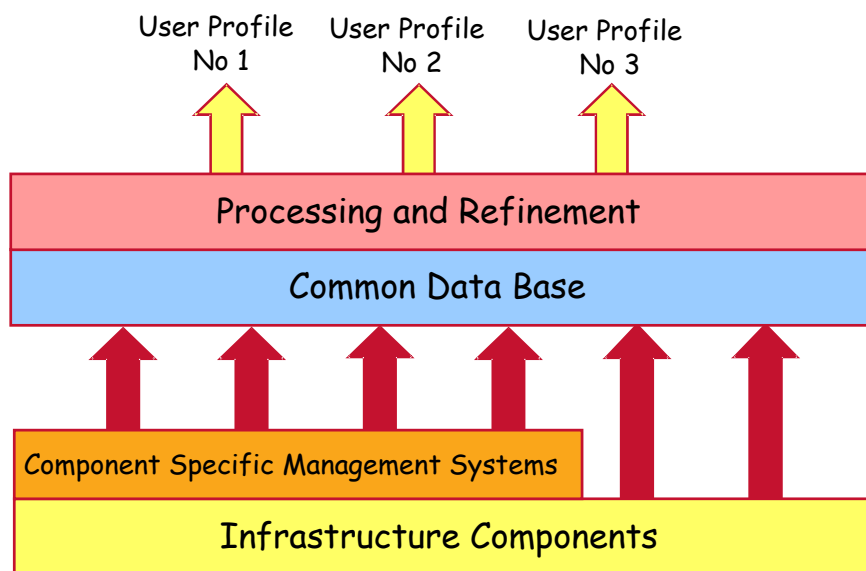 User Profile
No 1
User Profile
No 2
User Profile
No 3
Processing and Refinement
Common Data Base
Component Specific Management Systems
Infrastructure Components